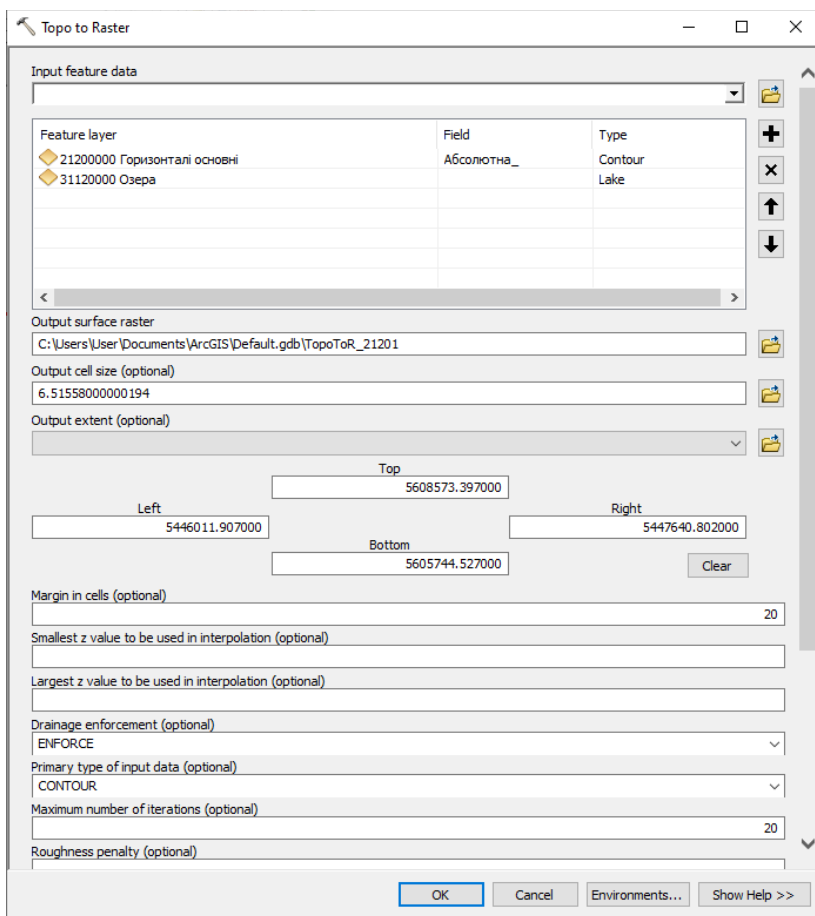 Topo to Raster
Input feature data
Feature layer Field Type
21200000 Горизонталі основні Абсолютна_ Contour
31120000 Озера Lake
Output surface raster
C:\Users\User\Documents\ArcGIS\Default.gdb\TopoToR_21201
Output cell size (optional)
6.51558000000194
Output extent (optional)
Top
5608573.397000
Left Right
5446011.907000 5447640.802000
Bottom
5605744.527000
Clear
Margin in cells (optional)
20
Smallest z value to be used in interpolation (optional)
Largest z value to be used in interpolation (optional)
Drainage enforcement (optional)
ENFORCE
Primary type of input data (optional)
CONTOUR
Maximum number of iterations (optional)
20
Roughness penalty (optional)
OK Cancel Environments... Show Help >>